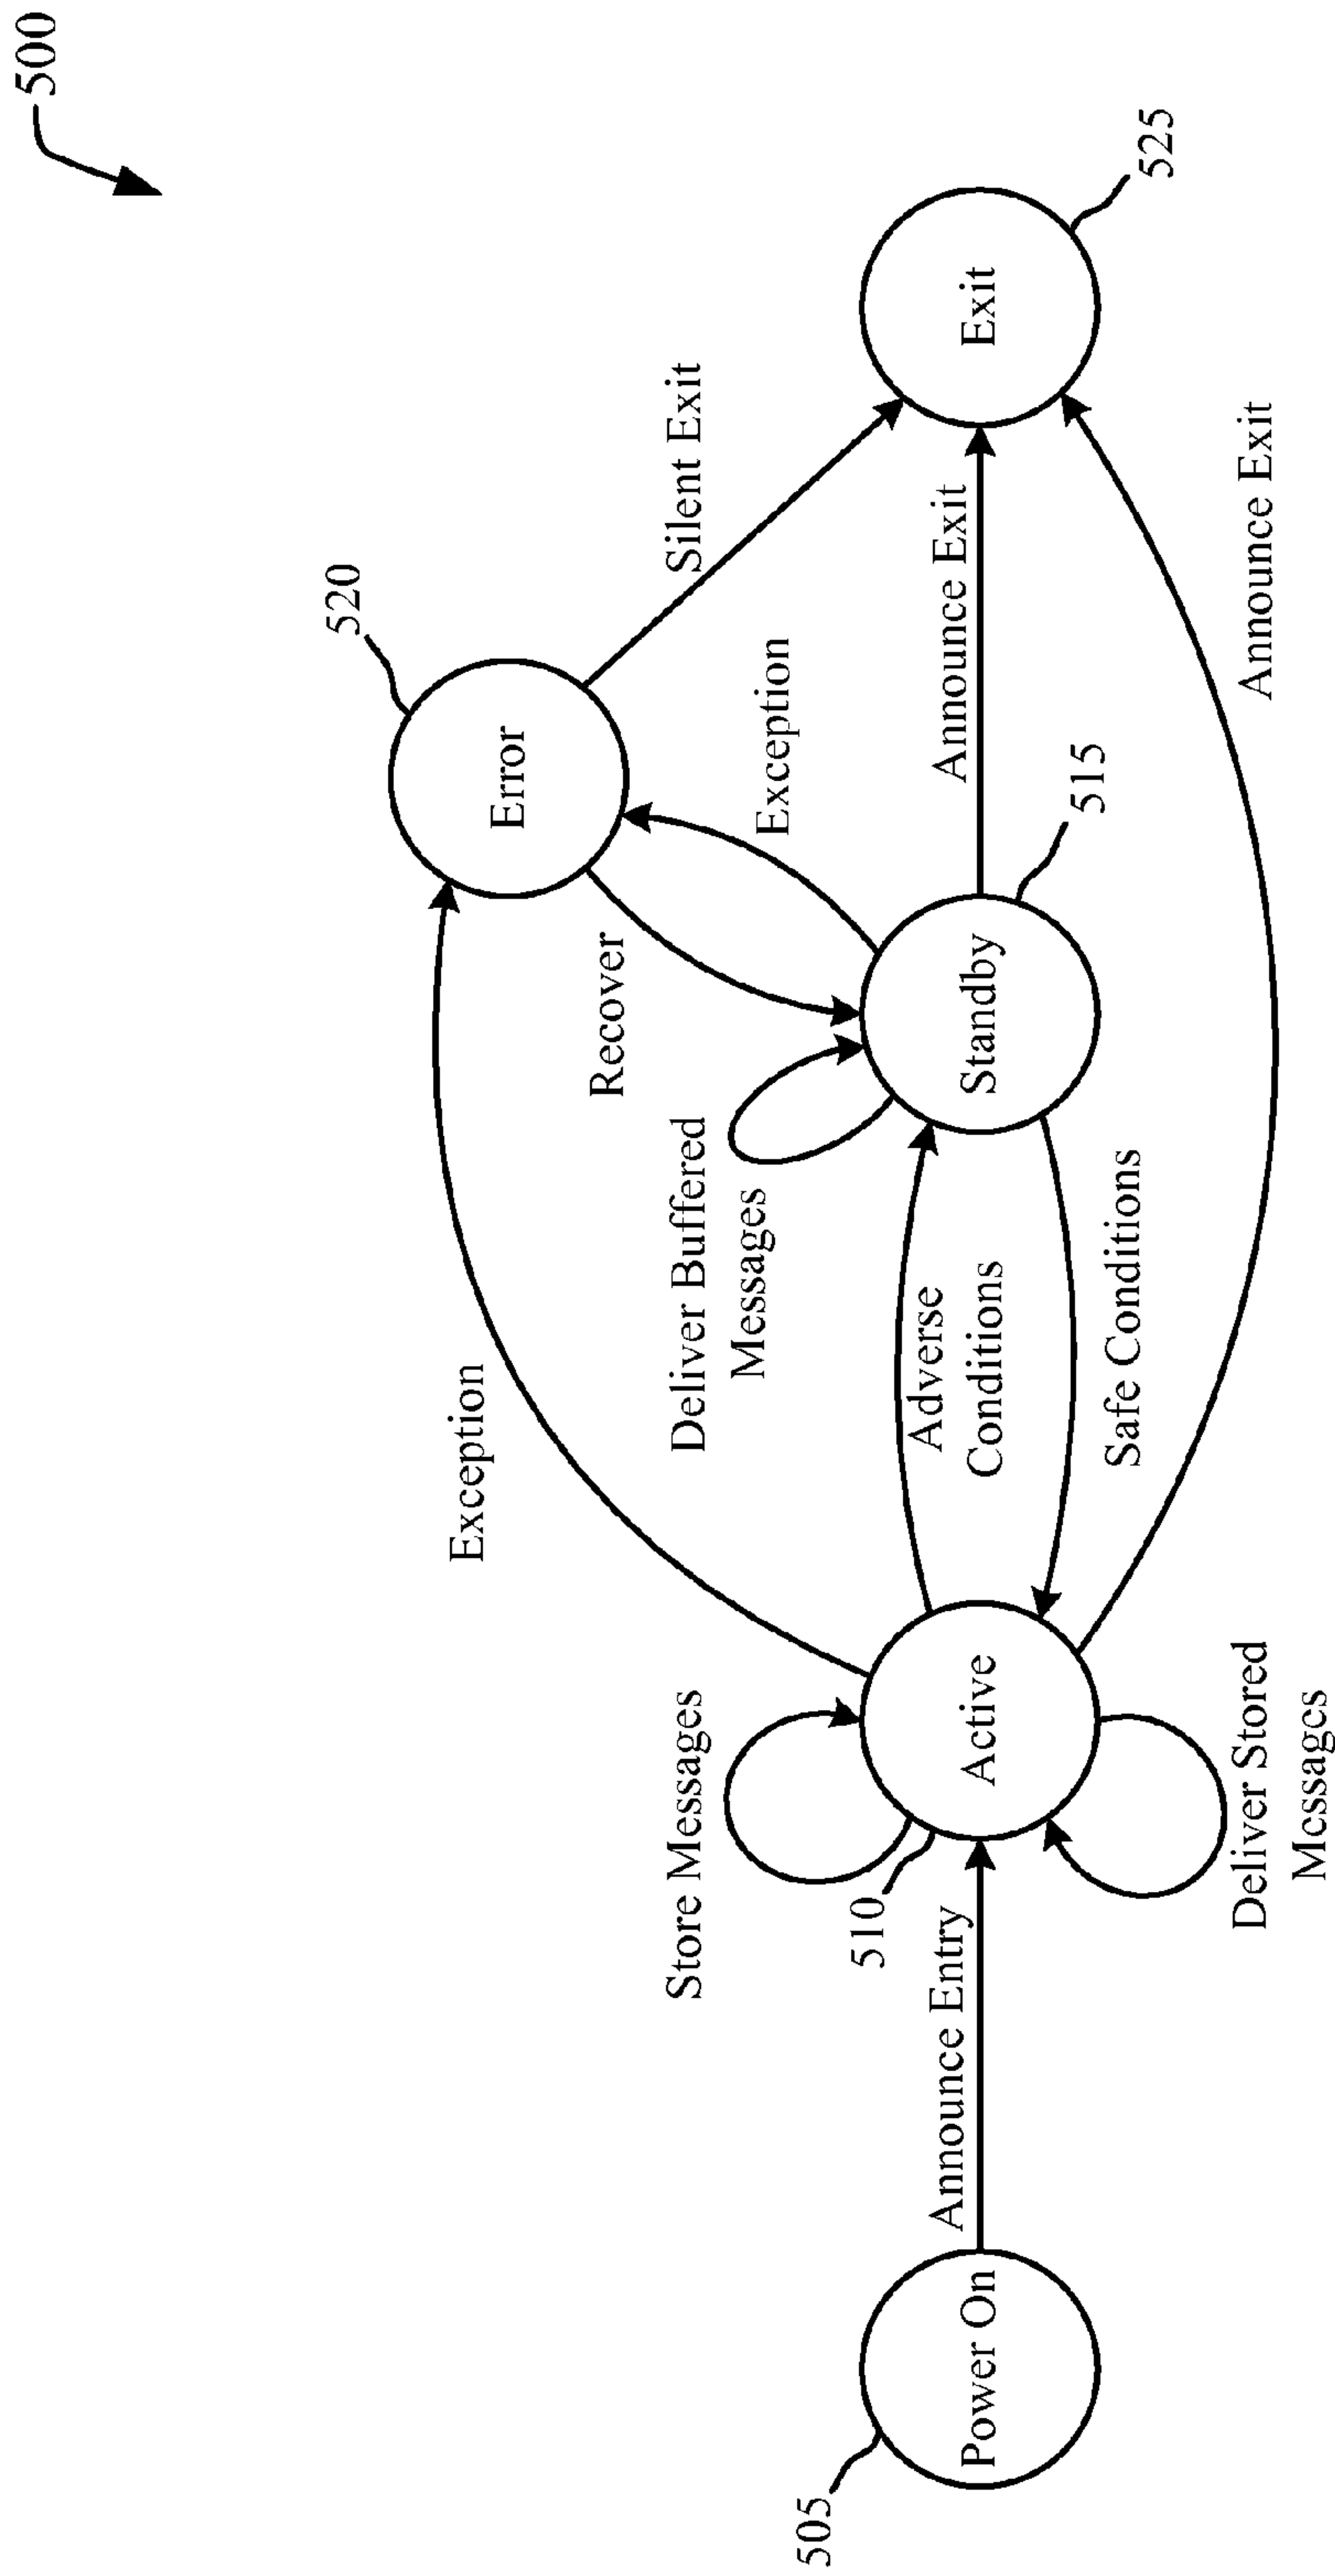 500
520
Error
Silent Exit
Exception
Exception
Recover
Deliver Buffered
Messages
Store Messages
505
Power On
Announce Entry
510
Active
Adverse
Conditions
Safe Conditions
Standby
515
Announce Exit
Exit
525
Announce Exit
Deliver Stored
Messages